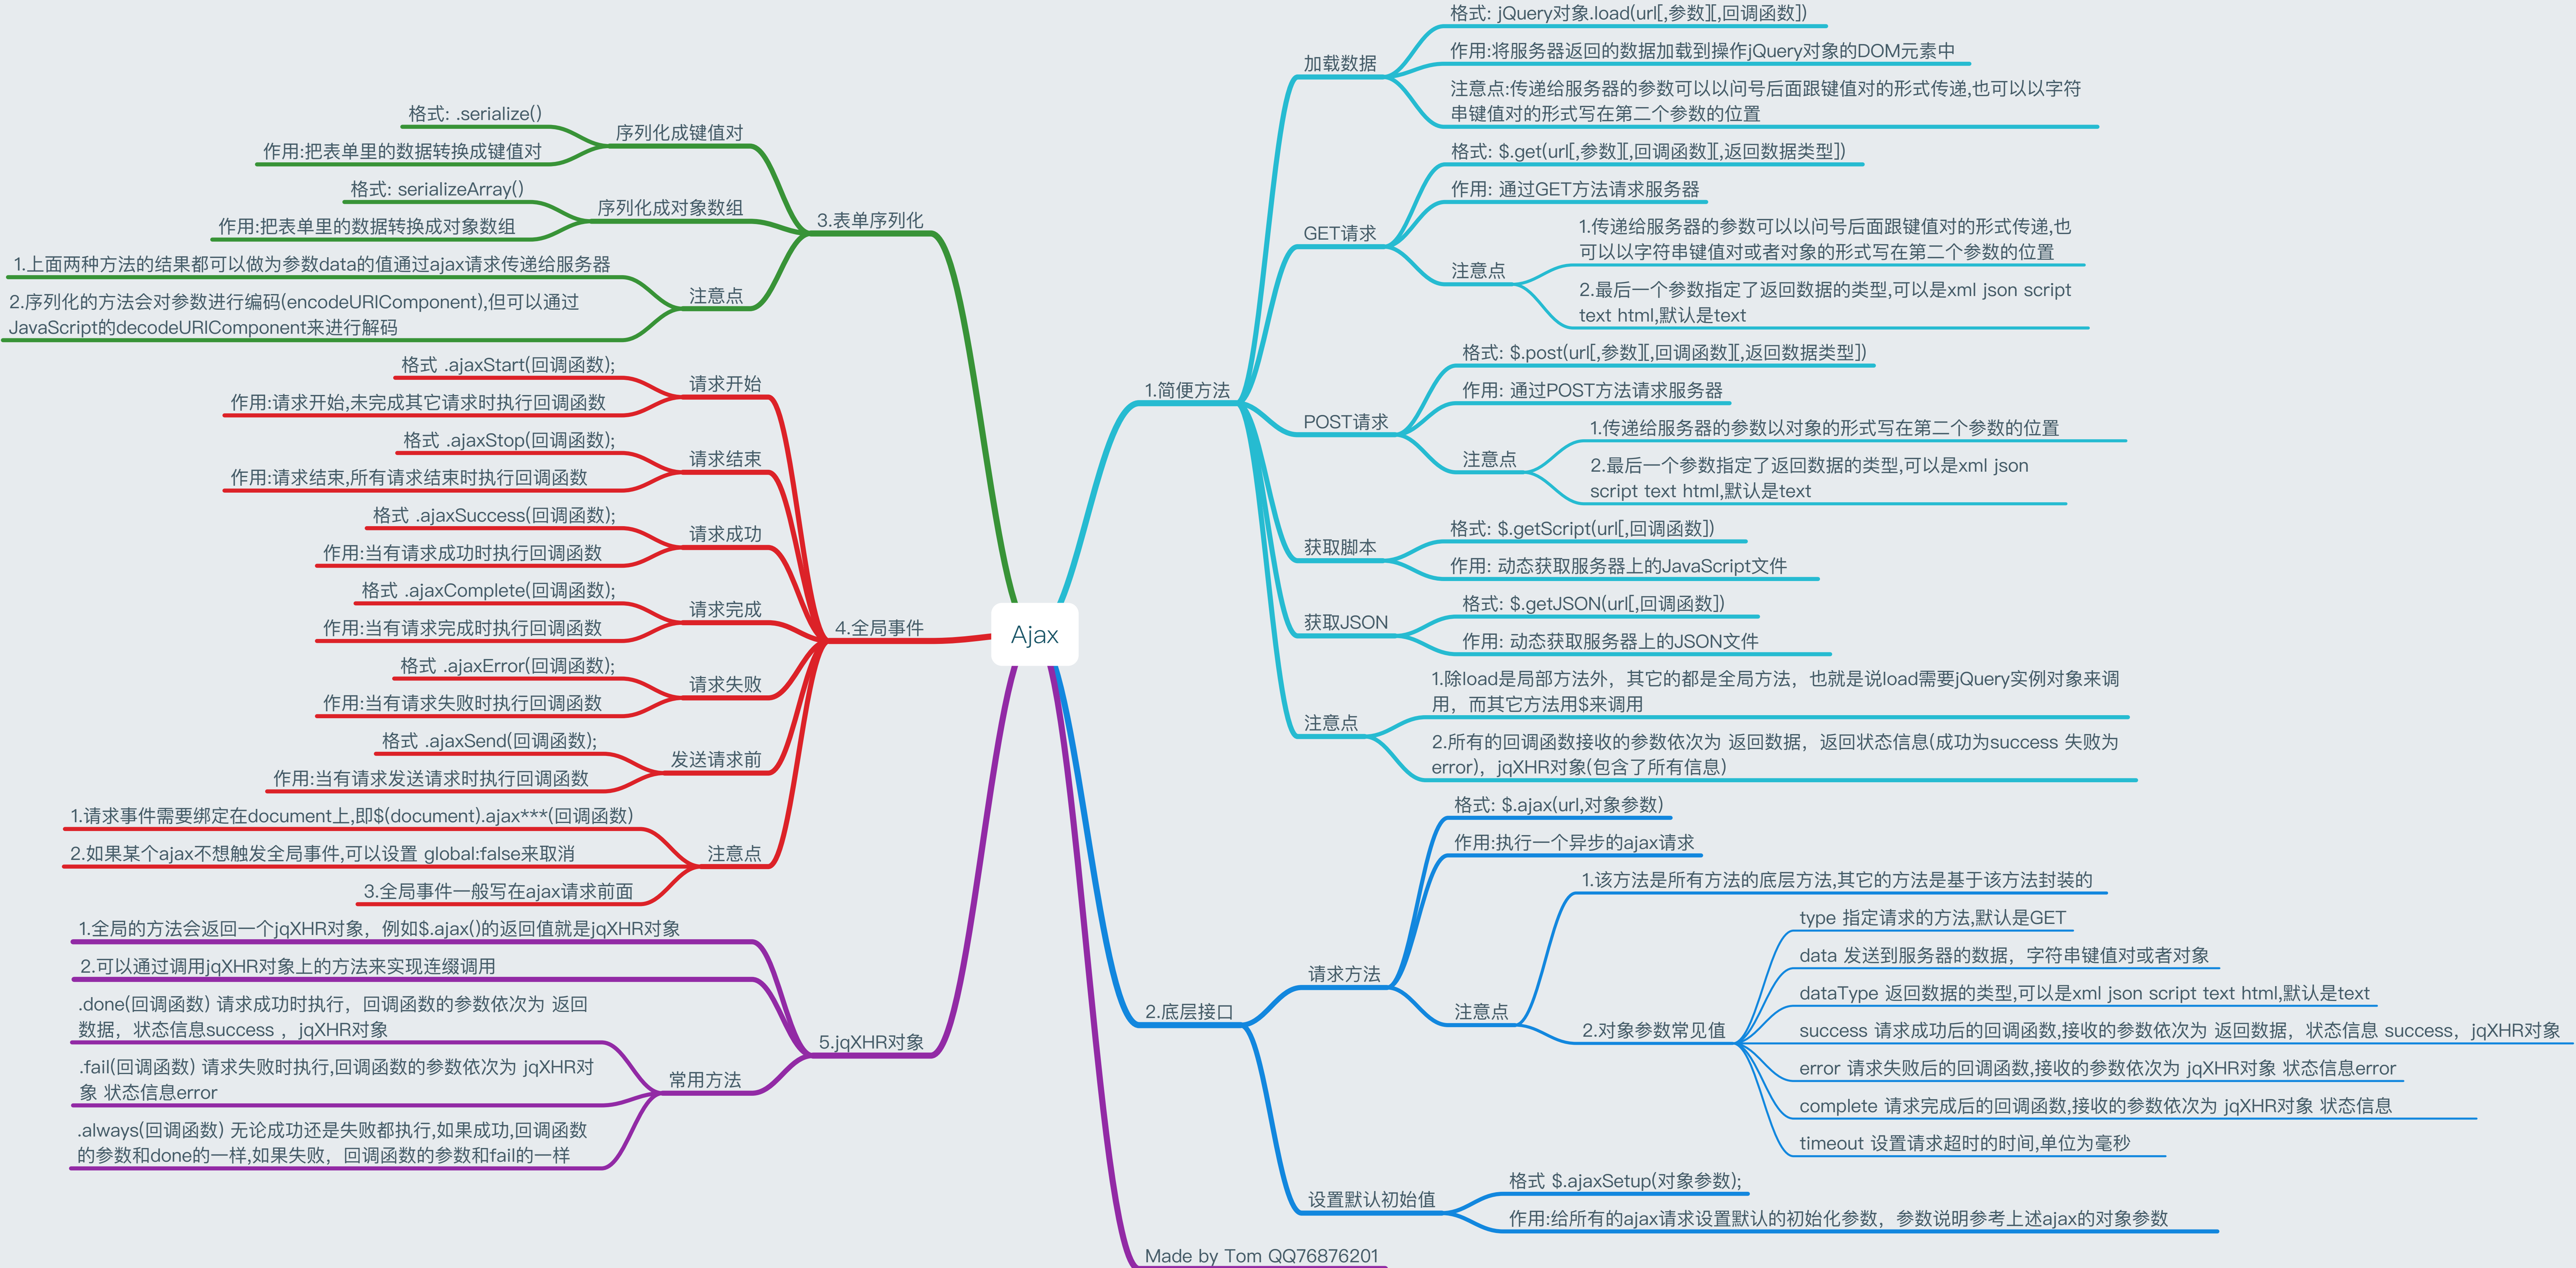 Ajax
1.简便方法
加载数据
格式: jQuery对象.load(url[,参数][,回调函数])
作用:将服务器返回的数据加载到操作jQuery对象的DOM元素中
注意点:传递给服务器的参数可以以问号后面跟键值对的形式传递,也可以以字符
串键值对的形式写在第二个参数的位置
GET请求
格式: $.get(url[,参数][,回调函数][,返回数据类型])
作用: 通过GET方法请求服务器
注意点
1.传递给服务器的参数可以以问号后面跟键值对的形式传递,也
可以以字符串键值对或者对象的形式写在第二个参数的位置
2.最后一个参数指定了返回数据的类型,可以是xml json script
text html,默认是text
POST请求
格式: $.post(url[,参数][,回调函数][,返回数据类型])
作用: 通过POST方法请求服务器
注意点
1.传递给服务器的参数以对象的形式写在第二个参数的位置
2.最后一个参数指定了返回数据的类型,可以是xml json
script text html,默认是text
获取脚本
格式: $.getScript(url[,回调函数])
作用: 动态获取服务器上的JavaScript文件
获取JSON
格式: $.getJSON(url[,回调函数])
作用: 动态获取服务器上的JSON文件
注意点
1.除load是局部方法外，其它的都是全局方法，也就是说load需要jQuery实例对象来调
用，而其它方法用$来调用
2.所有的回调函数接收的参数依次为 返回数据，返回状态信息(成功为success 失败为
error)，jqXHR对象(包含了所有信息)
2.底层接口
请求方法
格式: $.ajax(url,对象参数)
作用:执行一个异步的ajax请求
注意点
1.该方法是所有方法的底层方法,其它的方法是基于该方法封装的
2.对象参数常见值
type 指定请求的方法,默认是GET
data 发送到服务器的数据，字符串键值对或者对象
dataType 返回数据的类型,可以是xml json script text html,默认是text
success 请求成功后的回调函数,接收的参数依次为 返回数据，状态信息 success，jqXHR对象
error 请求失败后的回调函数,接收的参数依次为 jqXHR对象 状态信息error
complete 请求完成后的回调函数,接收的参数依次为 jqXHR对象 状态信息
timeout 设置请求超时的时间,单位为毫秒
设置默认初始值
格式 $.ajaxSetup(对象参数);
作用:给所有的ajax请求设置默认的初始化参数，参数说明参考上述ajax的对象参数
Made by Tom QQ76876201
3.表单序列化
序列化成键值对
格式: .serialize()
作用:把表单里的数据转换成键值对
序列化成对象数组
格式: serializeArray()
作用:把表单里的数据转换成对象数组
注意点
1.上面两种方法的结果都可以做为参数data的值通过ajax请求传递给服务器
2.序列化的方法会对参数进行编码(encodeURIComponent),但可以通过
JavaScript的decodeURIComponent来进行解码
4.全局事件
请求开始
格式 .ajaxStart(回调函数);
作用:请求开始,未完成其它请求时执行回调函数
请求结束
格式 .ajaxStop(回调函数);
作用:请求结束,所有请求结束时执行回调函数
请求成功
格式 .ajaxSuccess(回调函数);
作用:当有请求成功时执行回调函数
请求完成
格式 .ajaxComplete(回调函数);
作用:当有请求完成时执行回调函数
请求失败
格式 .ajaxError(回调函数);
作用:当有请求失败时执行回调函数
发送请求前
格式 .ajaxSend(回调函数);
作用:当有请求发送请求时执行回调函数
注意点
1.请求事件需要绑定在document上,即$(document).ajax***(回调函数)
2.如果某个ajax不想触发全局事件,可以设置 global:false来取消
3.全局事件一般写在ajax请求前面
5.jqXHR对象
1.全局的方法会返回一个jqXHR对象，例如$.ajax()的返回值就是jqXHR对象
2.可以通过调用jqXHR对象上的方法来实现连缀调用
常用方法
.done(回调函数) 请求成功时执行，回调函数的参数依次为 返回
数据，状态信息success ，jqXHR对象
.fail(回调函数) 请求失败时执行,回调函数的参数依次为 jqXHR对
象 状态信息error
.always(回调函数) 无论成功还是失败都执行,如果成功,回调函数
的参数和done的一样,如果失败，回调函数的参数和fail的一样